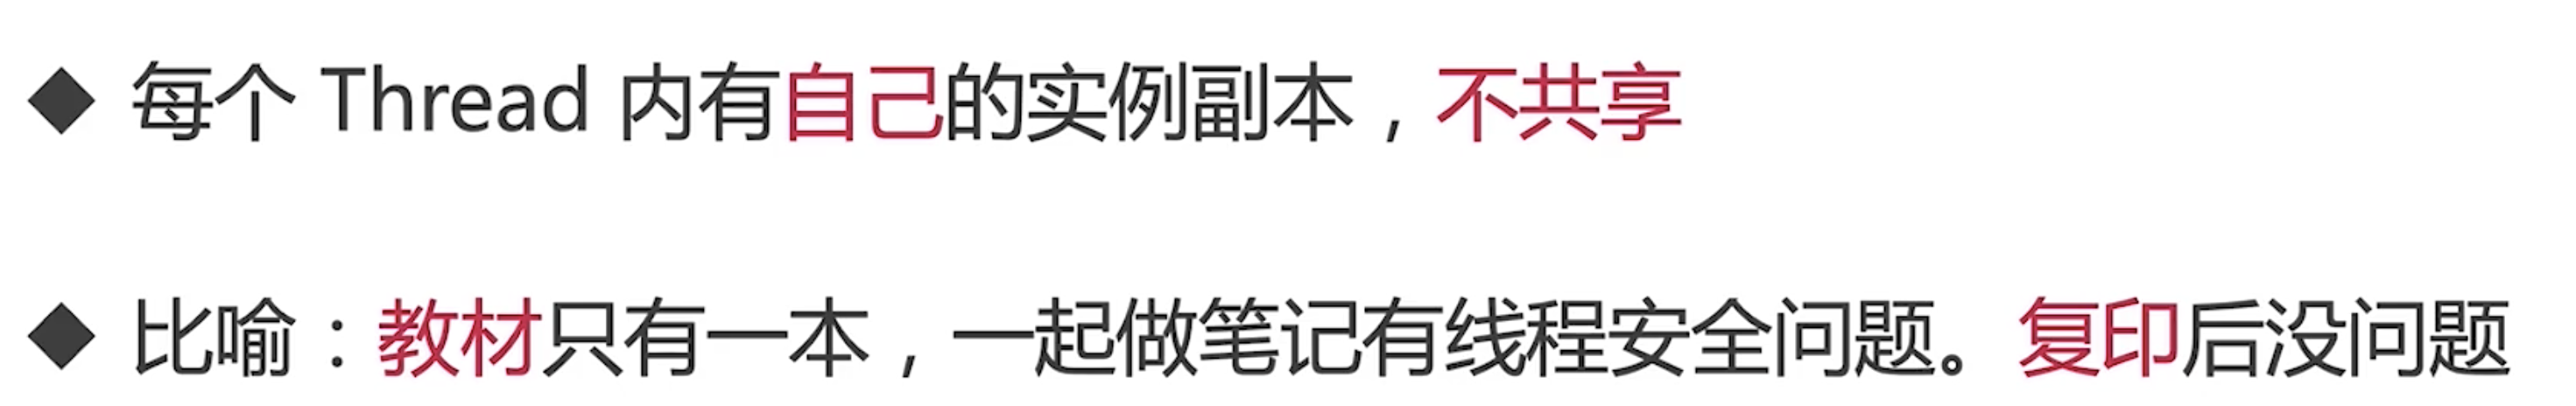 ◆ 每个 Thread 内有自己的实例副本，不共享
◆ 比喻：教材只有一本，一起做笔记有线程安全问题。复印后没问题